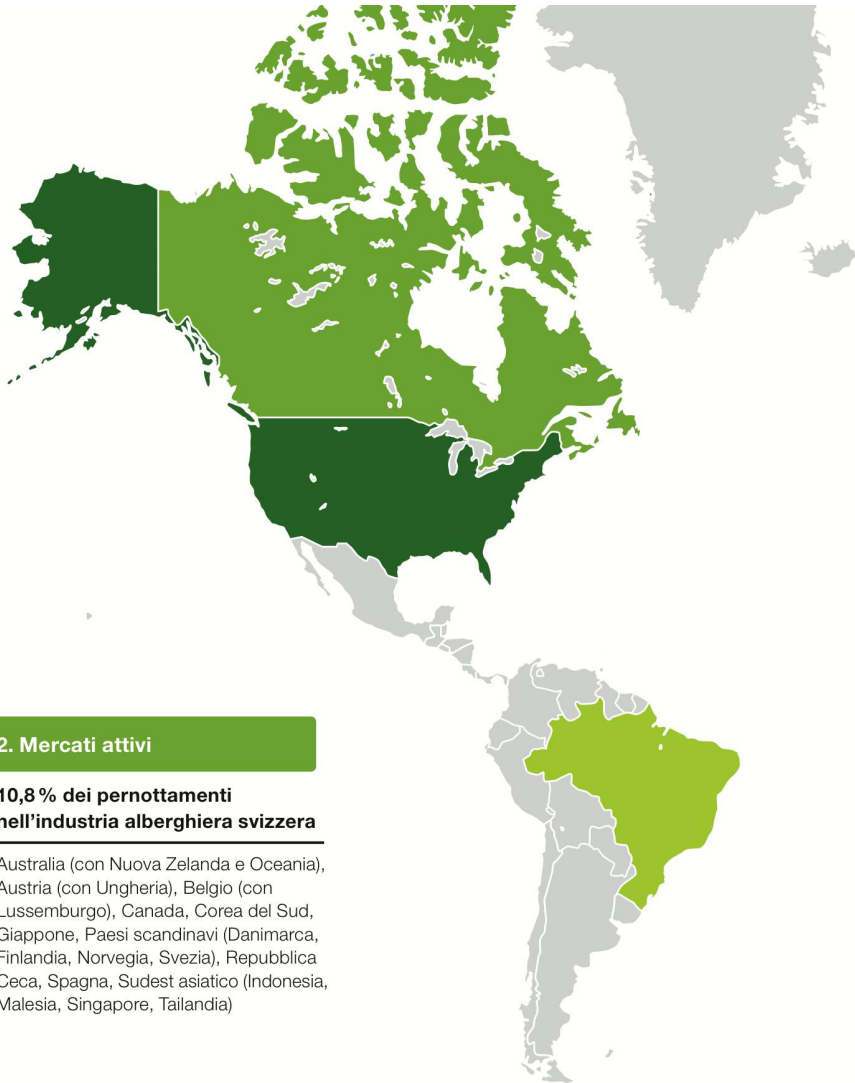 2. Mercati attivi
10,8 % dei pernottamenti
nell'industria alberghiera svizzera
Australia (con Nuova Zelanda e Oceania),
Austria (con Ungheria), Belgio (con
Lussemburgo), Canada, Corea del Sud,
Giappone, Paesi scandinavi (Danimarca,
Finlandia, Norvegia, Svezia), Repubblica
Ceca, Spagna, Sudest asiatico (Indonesia,
Malesia, Singapore, Tailandia)